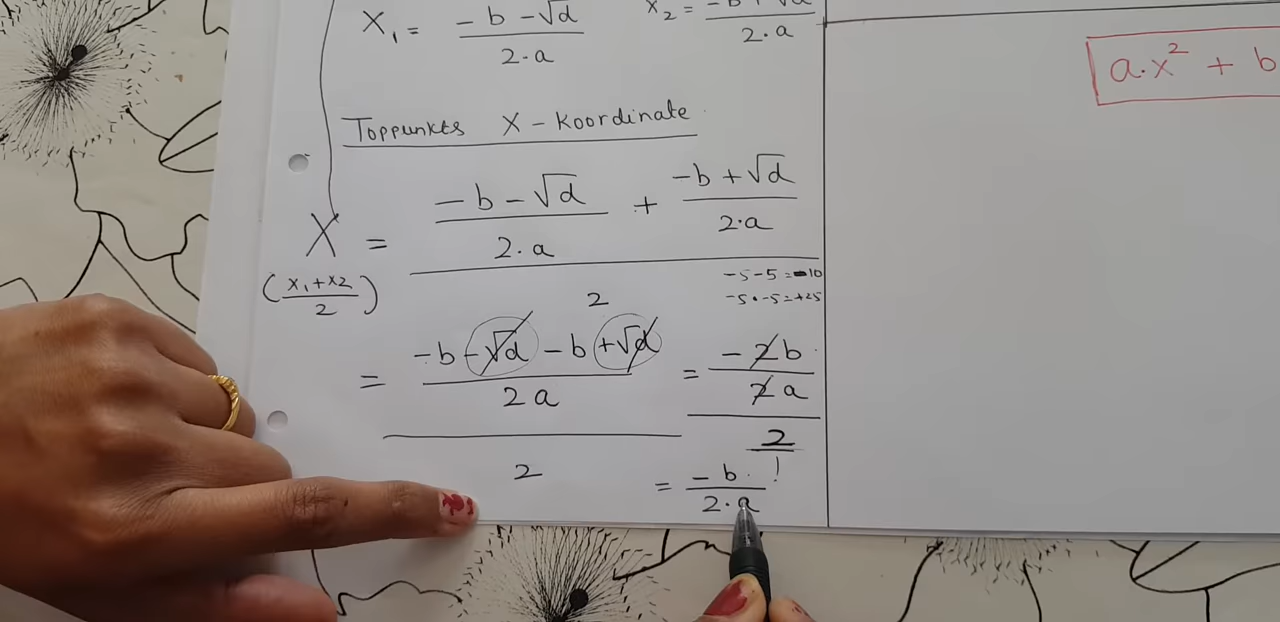 X₁ = (-b - √d)/(2·a)
x₂ = (-b + √d)/(2·a)
a·x² + b
Toppunkts X - Koordinate
X = ((-b - √d)/(2·a) + (-b + √d)/(2·a))/2
((x₁+x₂)/2)
-5-5=-10
-5·-5=+25
= ((-b - √d - b + √d)/(2a))/2 = ((-2b)/(2a))/(2/1)
= (-b)/(2·a)